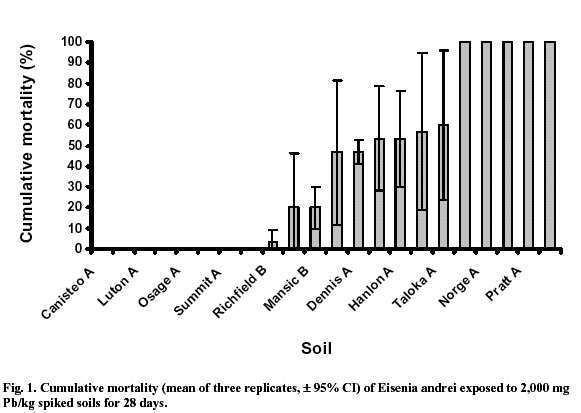 Cumulative mortality (%)
100
90
80
70
60
50
40
30
20
10
0
Canisteo A
Luton A
Osage A
Summit A
Richfield B
Mansic B
Dennis A
Hanlon A
Taloka A
Norge A
Pratt A
Soil
Fig. 1. Cumulative mortality (mean of three replicates, ± 95% CI) of Eisenia andrei exposed to 2,000 mg
Pb/kg spiked soils for 28 days.